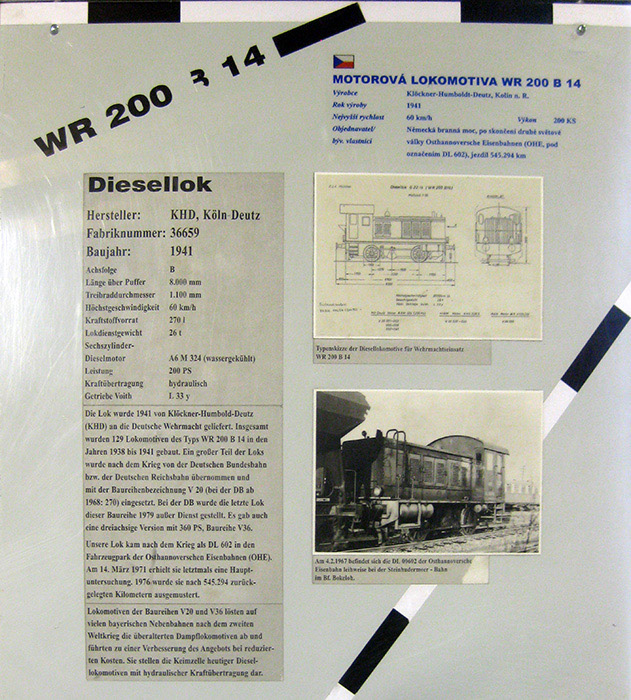 WR 200 B 14
MOTOROVÁ LOKOMOTIVA WR 200 B 14
Výrobce Klöckner-Humboldt-Deutz, Kolín n. R.
Rok výroby 1941
Nejvyšší rychlost 60 km/h Výkon 200 KS
Objednavatel/ Německá branná moc, po skončení druhé světové
býv. vlastníci války Osthannoversche Eisenbahnen (OHE, pod
označením DL 602), jezdil 545.294 km
Diesellok
Hersteller: KHD, Köln Deutz
Fabriknummer: 36659
Baujahr: 1941
Achsfolge B
Länge über Puffer 8.000 mm
Treibraddurchmesser 1.100 mm
Höchstgeschwindigkeit 60 km/h
Kraftstoffvorrat 270 l
Lokdienstgewicht 26 t
Sechszylinder-
Dieselmotor A6 M 324 (wassergekühlt)
Leistung 200 PS
Kraftübertragung hydraulisch
Getriebe Voith L 33 y
Die Lok wurde 1941 von Klöckner-Humbold-Deutz
(KHD) an die Deutsche Wehrmacht geliefert. Insgesamt
wurden 129 Lokomotiven des Typs WR 200 B 14 in den
Jahren 1938 bis 1941 gebaut. Ein großer Teil der Loks
wurde nach dem Krieg von der Deutschen Bundesbahn
bzw. der Deutschen Reichsbahn übernommen und
mit der Baureihenbezeichnung V 20 (bei der DB ab
1968: 270) eingesetzt. Bei der DB wurde die letzte Lok
dieser Baureihe 1979 außer Dienst gestellt. Es gab auch
eine dreiachsige Version mit 360 PS, Baureihe V36.
Unsere Lok kam nach dem Krieg als DL 602 in den
Fahrzeugpark der Osthannoverschen Eisenbahnen (OHE).
Am 14. März 1971 erhielt sie letztmals eine Haupt-
untersuchung. 1976 wurde sie nach 545.294 zurück-
gelegten Kilometern ausgemustert.
Lokomotiven der Baureihen V20 und V36 lösten auf
vielen bayerischen Nebenbahnen nach dem zweiten
Weltkrieg die überalterten Dampflokomotiven ab und
führten zu einer Verbesserung des Angebots bei reduzier-
ten Kosten. Sie stellen die Keimzelle heutiger Diesel-
lokomotiven mit hydraulischer Kraftübertragung dar.
Typenskizze der Diesellokomotive für Wehrmachtseinsatz
WR 200 B 14
Am 4.2.1967 befindet sich die DL 09602 der Osthannoversche
Eisenbahn leihweise bei der Steinhudermeer - Bahn
im Bf. Bokeloh.